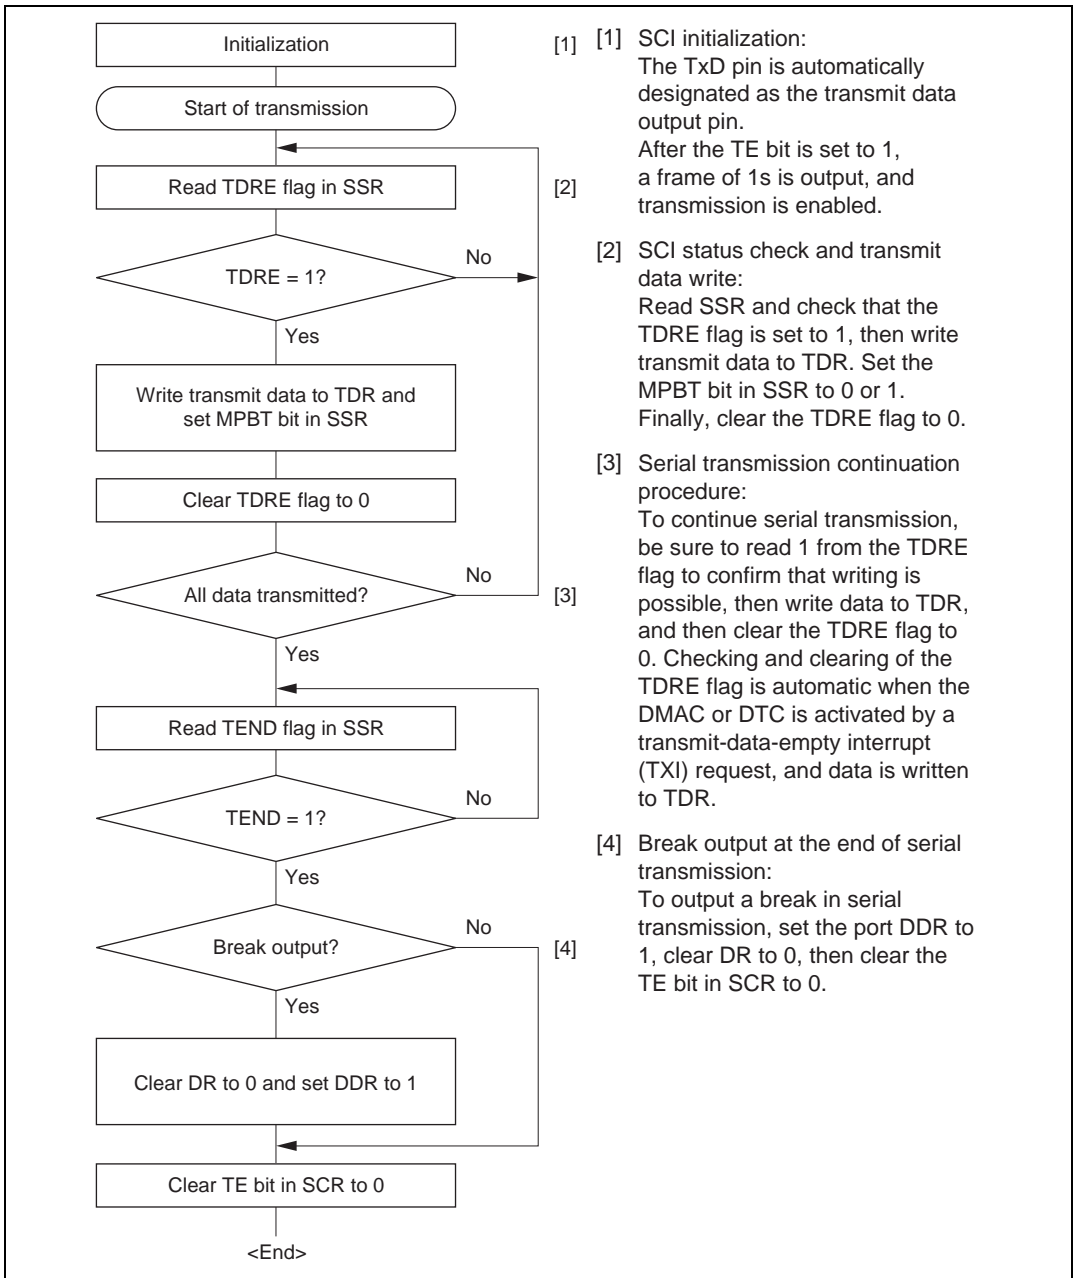 Initialization
[1]
Start of transmission
Read TDRE flag in SSR
[2]
TDRE = 1?
No
Yes
Write transmit data to TDR and
set MPBT bit in SSR
Clear TDRE flag to 0
All data transmitted?
No
[3]
Yes
Read TEND flag in SSR
TEND = 1?
No
Yes
Break output?
No
[4]
Yes
Clear DR to 0 and set DDR to 1
Clear TE bit in SCR to 0
<End>
[1] SCI initialization:
The TxD pin is automatically
designated as the transmit data
output pin.
After the TE bit is set to 1,
a frame of 1s is output, and
transmission is enabled.
[2] SCI status check and transmit
data write:
Read SSR and check that the
TDRE flag is set to 1, then write
transmit data to TDR. Set the
MPBT bit in SSR to 0 or 1.
Finally, clear the TDRE flag to 0.
[3] Serial transmission continuation
procedure:
To continue serial transmission,
be sure to read 1 from the TDRE
flag to confirm that writing is
possible, then write data to TDR,
and then clear the TDRE flag to
0. Checking and clearing of the
TDRE flag is automatic when the
DMAC or DTC is activated by a
transmit-data-empty interrupt
(TXI) request, and data is written
to TDR.
[4] Break output at the end of serial
transmission:
To output a break in serial
transmission, set the port DDR to
1, clear DR to 0, then clear the
TE bit in SCR to 0.